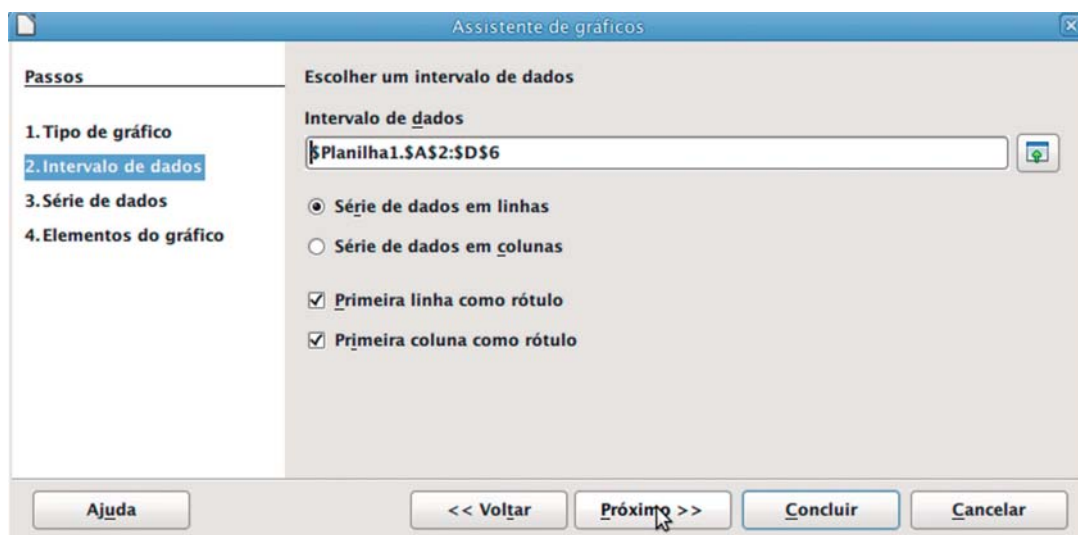 Assistente de gráficos
Passos
1. Tipo de gráfico
2. Intervalo de dados
3. Série de dados
4. Elementos do gráfico
Escolher um intervalo de dados
Intervalo de dados
$Planilha1.$A$2:$D$6
Série de dados em linhas
Série de dados em colunas
Primeira linha como rótulo
Primeira coluna como rótulo
Ajuda
<< Voltar
Próximo >>
Concluir
Cancelar